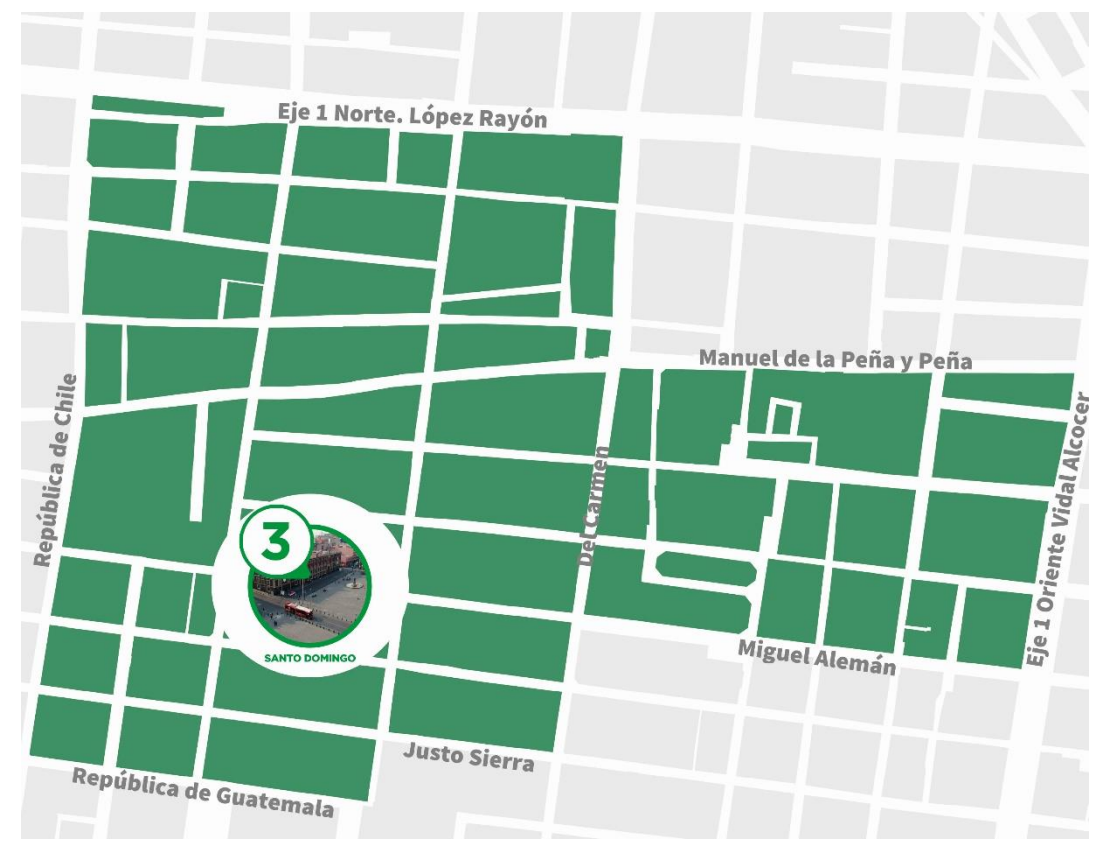 Eje 1 Norte. López Rayón
Manuel de la Peña y Peña
República de Chile
Eje 1 Oriente Vidal Alcocer
Del Carmen
3
SANTO DOMINGO
Miguel Alemán
Justo Sierra
República de Guatemala